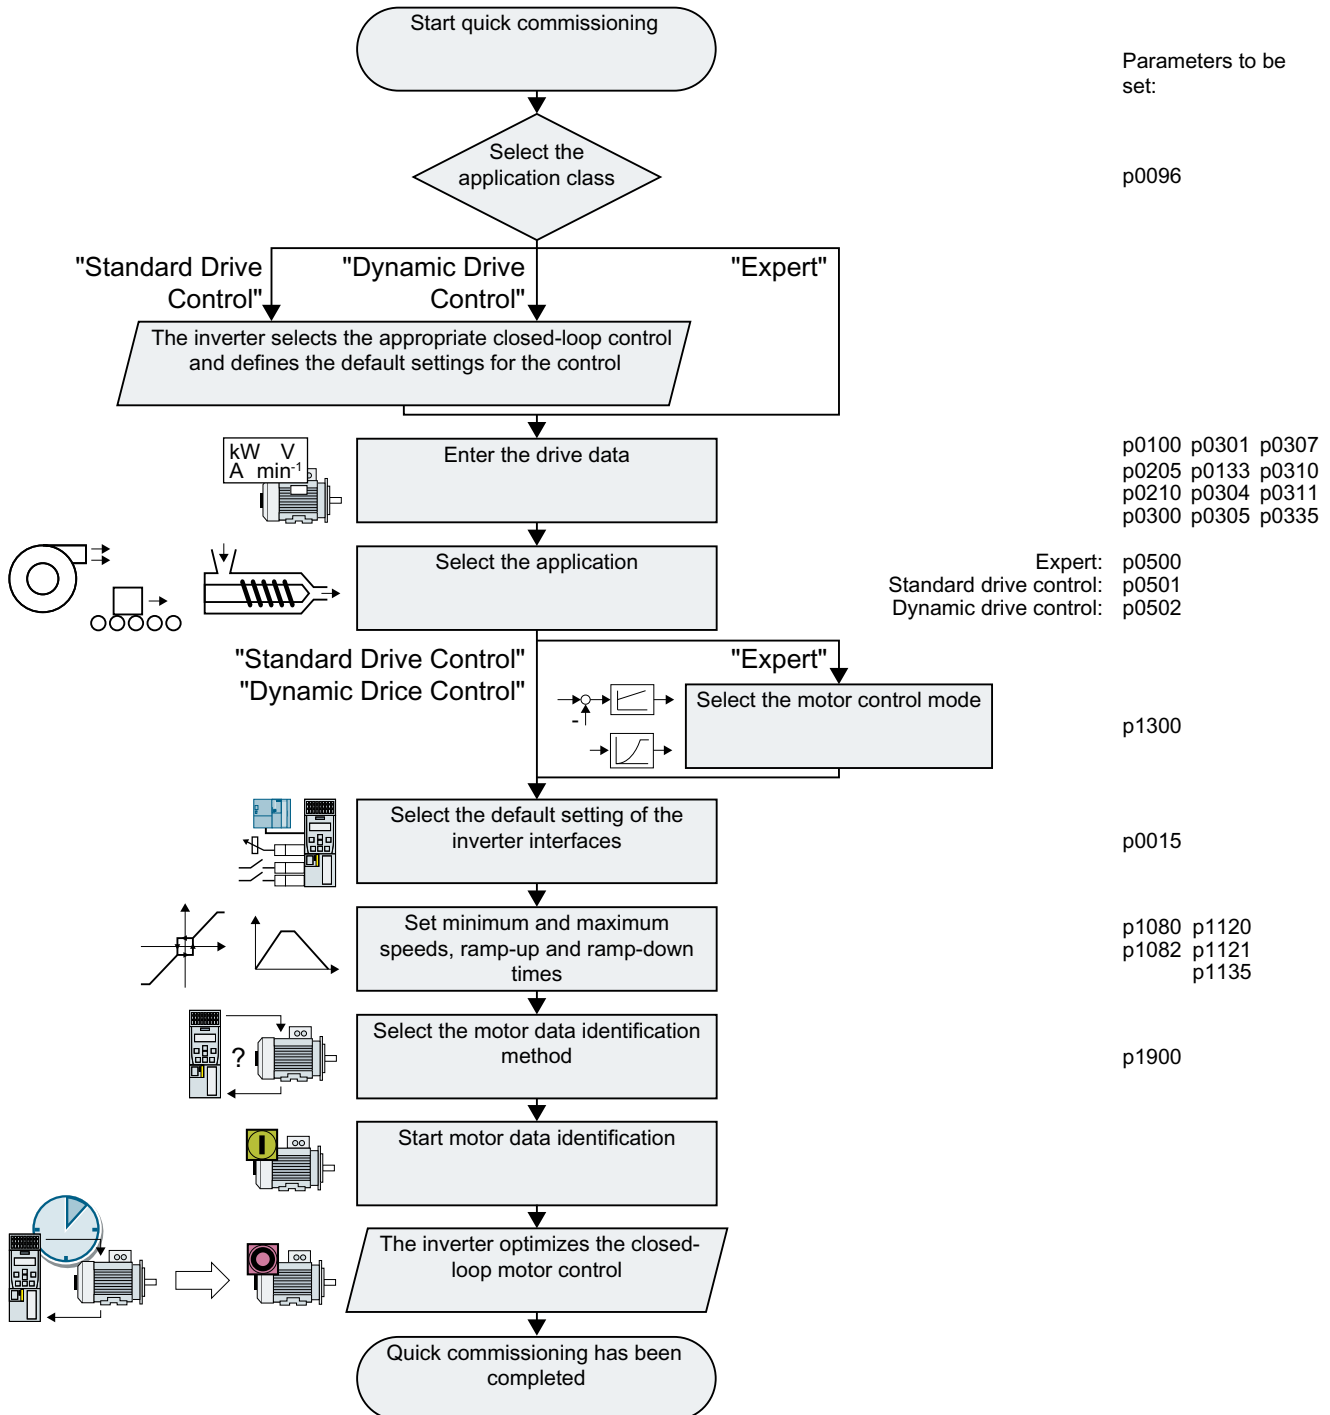 Start quick commissioning
Parameters to be
set:
Select the
application class
p0096
"Standard Drive
Control"
"Dynamic Drive
Control"
"Expert"
The inverter selects the appropriate closed-loop control
and defines the default settings for the control
kW V
A min-1
Enter the drive data
p0100 p0301 p0307
p0205 p0133 p0310
p0210 p0304 p0311
p0300 p0305 p0335
Select the application
Expert: p0500
Standard drive control: p0501
Dynamic drive control: p0502
"Standard Drive Control"
"Dynamic Drice Control"
"Expert"
-
Select the motor control mode
p1300
Select the default setting of the
inverter interfaces
p0015
Set minimum and maximum
speeds, ramp-up and ramp-down
times
p1080 p1120
p1082 p1121
p1135
?
Select the motor data identification
method
p1900
Start motor data identification
The inverter optimizes the closed-
loop motor control
Quick commissioning has been
completed